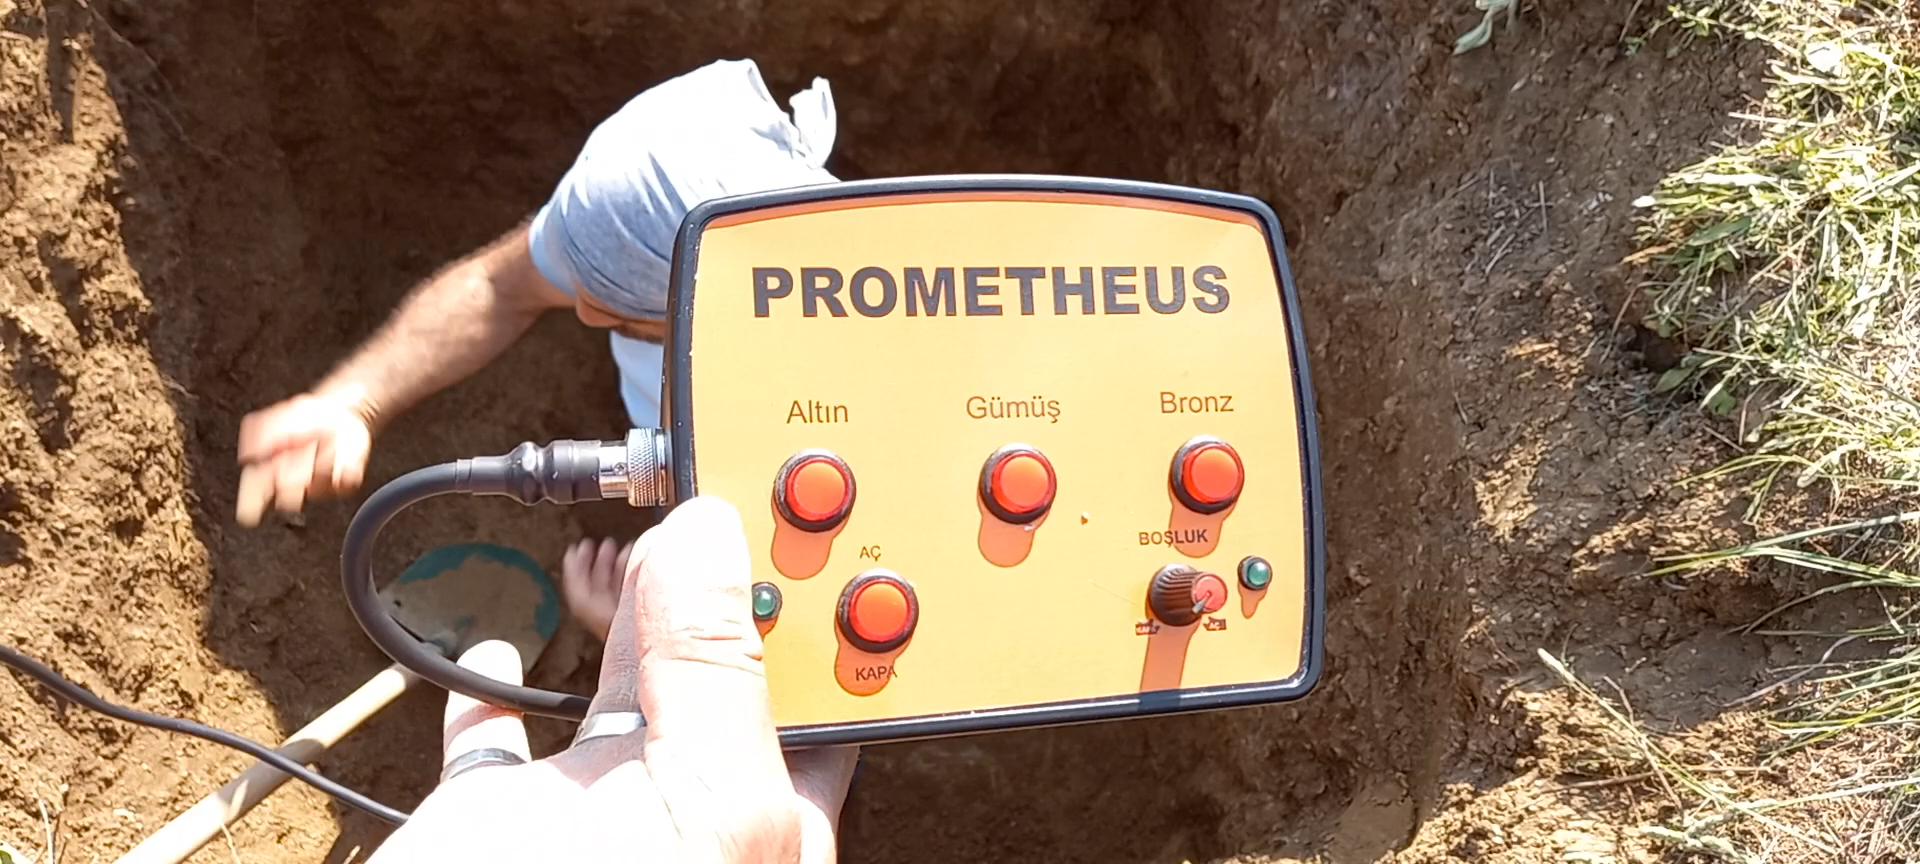 PROMETHEUS
Altın Gümüş Bronz
BOŞLUK
AÇ
KAPA